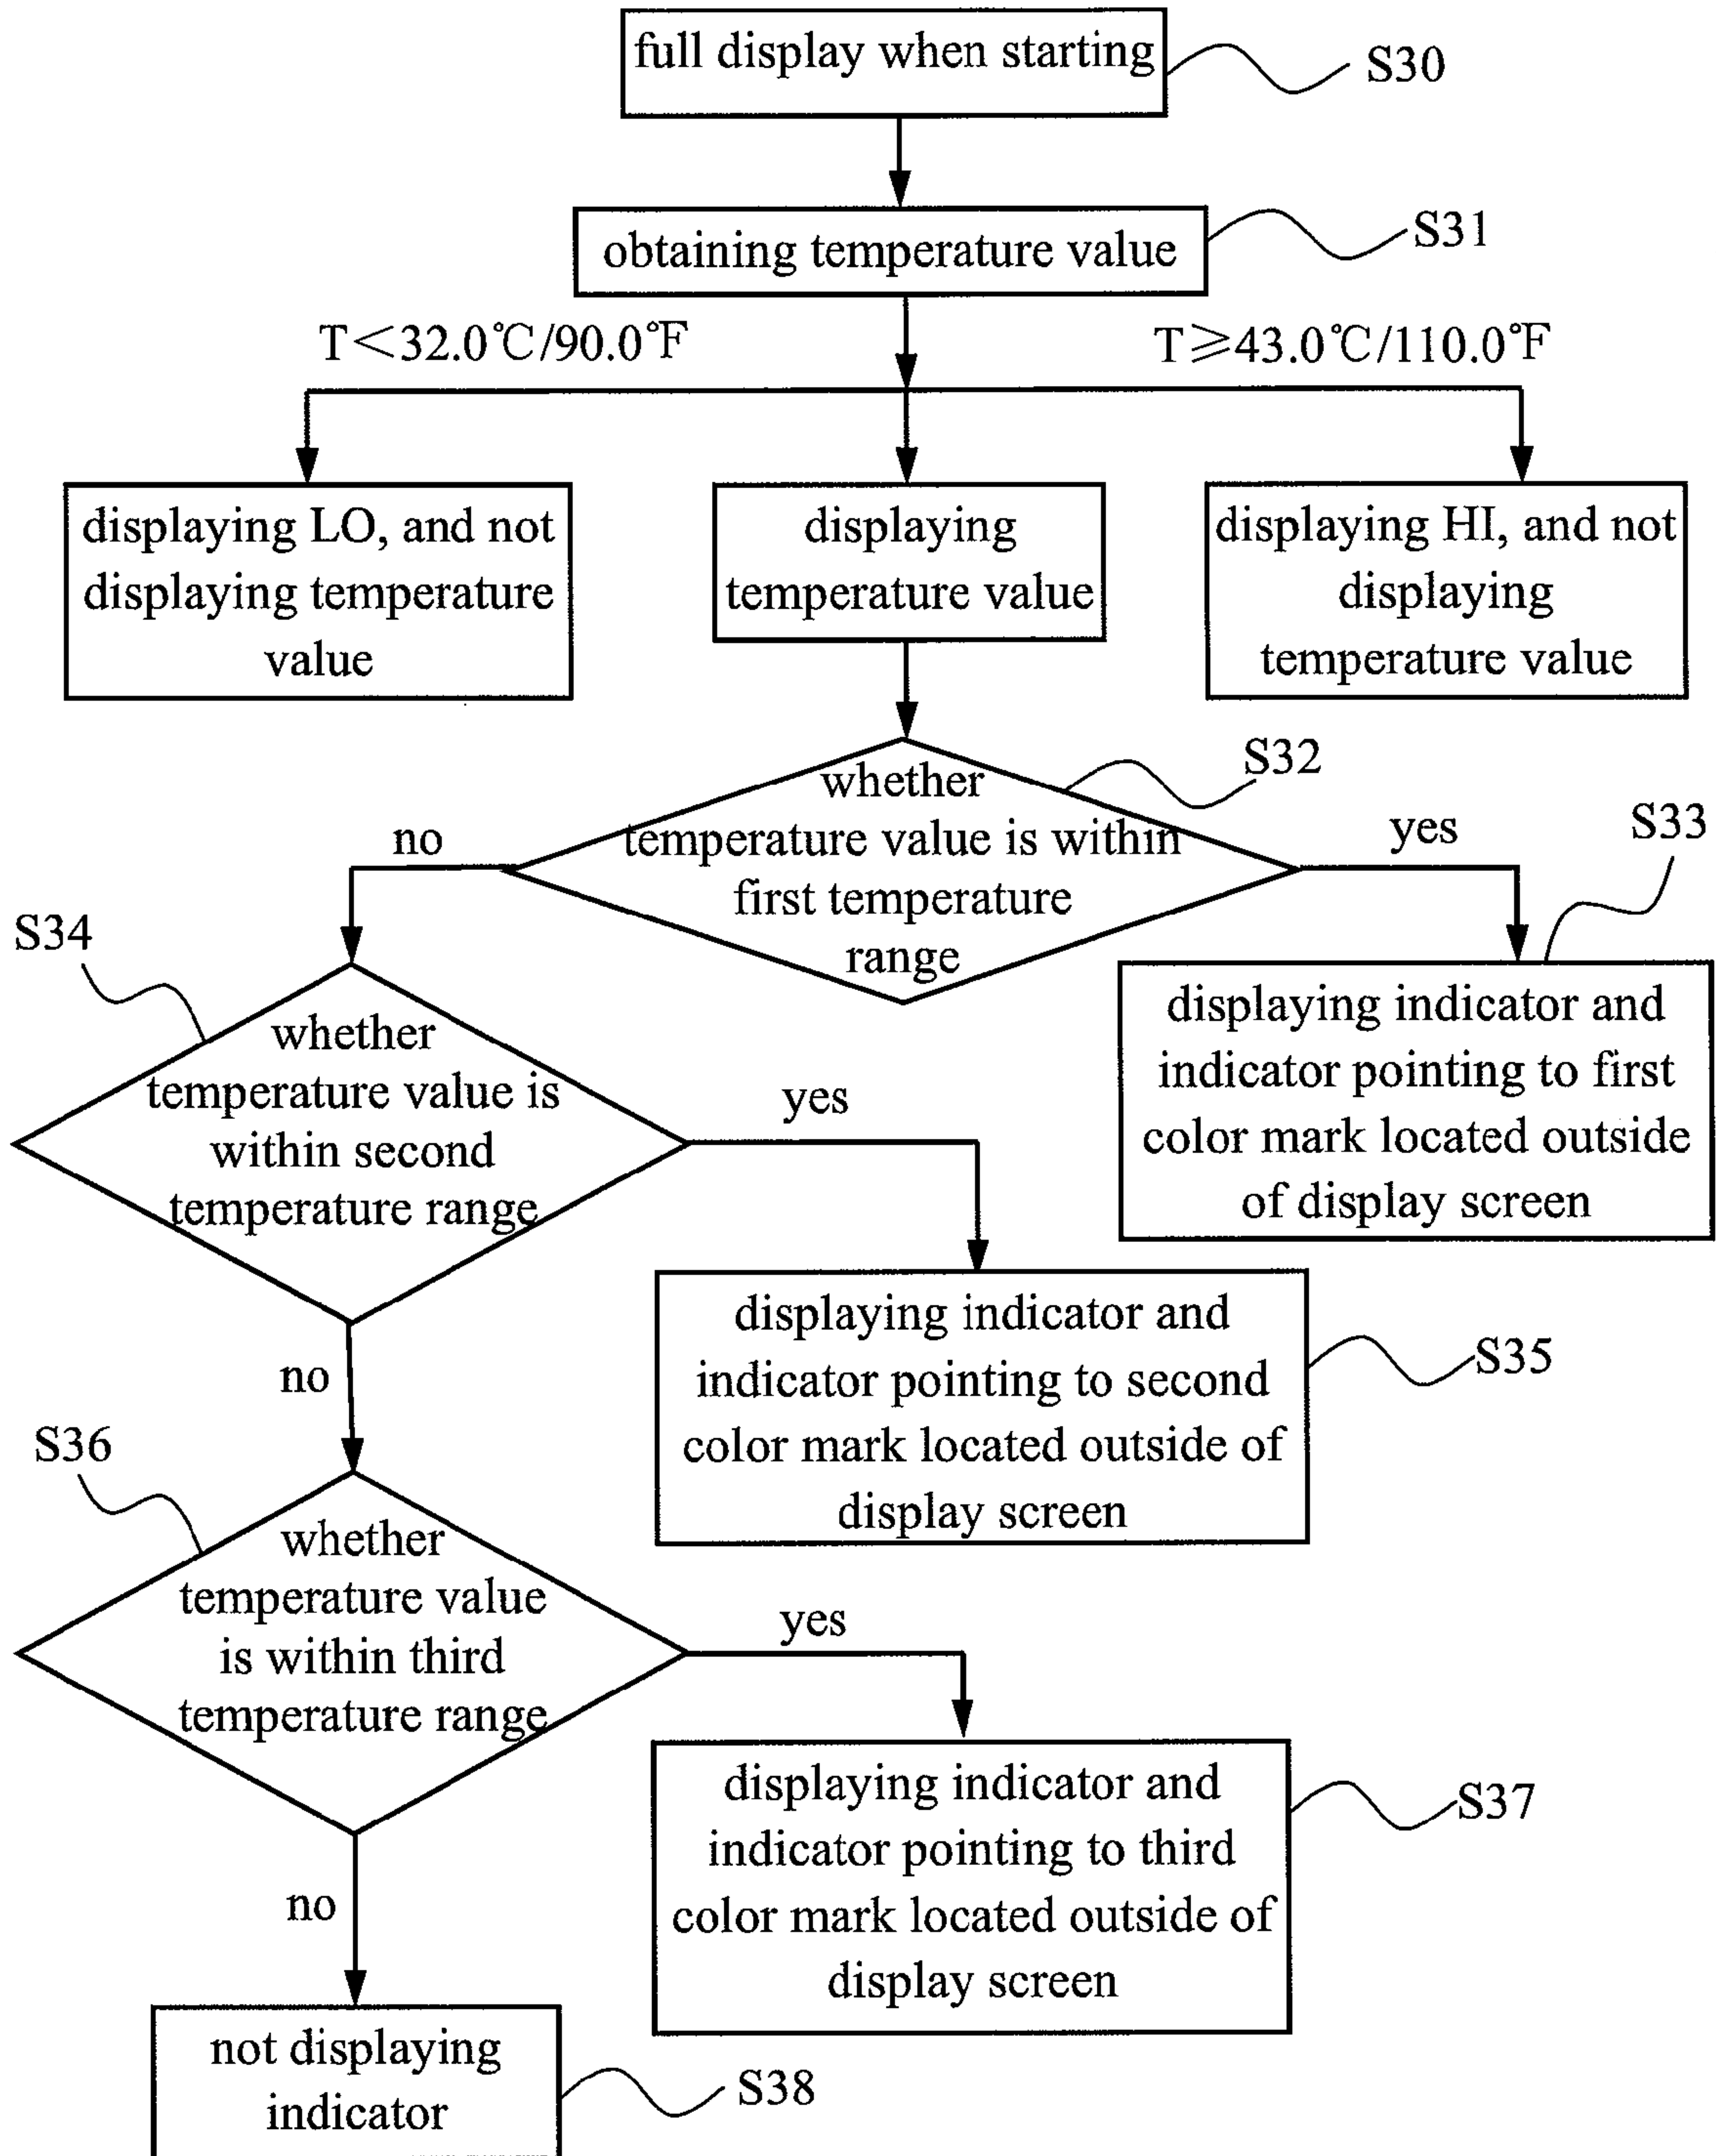 full display when starting
S30
obtaining temperature value
S31
T<32.0℃/90.0℉
T≥43.0℃/110.0℉
displaying LO, and not
displaying temperature
value
displaying
temperature value
displaying HI, and not
displaying
temperature value
whether
temperature value is within
first temperature
range
S32
no
yes
S33
displaying indicator and
indicator pointing to first
color mark located outside
of display screen
S34
whether
temperature value is
within second
temperature range
yes
displaying indicator and
indicator pointing to second
color mark located outside of
display screen
S35
no
S36
whether
temperature value
is within third
temperature range
yes
displaying indicator and
indicator pointing to third
color mark located outside of
display screen
S37
no
not displaying
indicator
S38